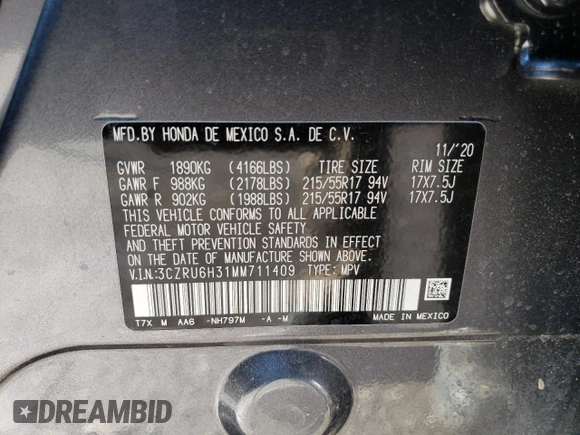 MFD.BY HONDA DE MEXICO S.A. DE C.V.
11/'20
GVWR 1890KG (4166LBS) TIRE SIZE RIM SIZE
GAWR F 988KG (2178LBS) 215/55R17 94V 17X7.5J
GAWR R 902KG (1988LBS) 215/55R17 94V 17X7.5J
THIS VEHICLE CONFORMS TO ALL APPLICABLE
FEDERAL MOTOR VEHICLE SAFETY
AND THEFT PREVENTION STANDARDS IN EFFECT
ON THE DATE OF MANUFACTURE SHOWN ABOVE.
V.I.N:3CZRU6H31MM711409 TYPE: MPV
T7X M AA6 -NH797M -A -M MADE IN MEXICO
DREAMBID